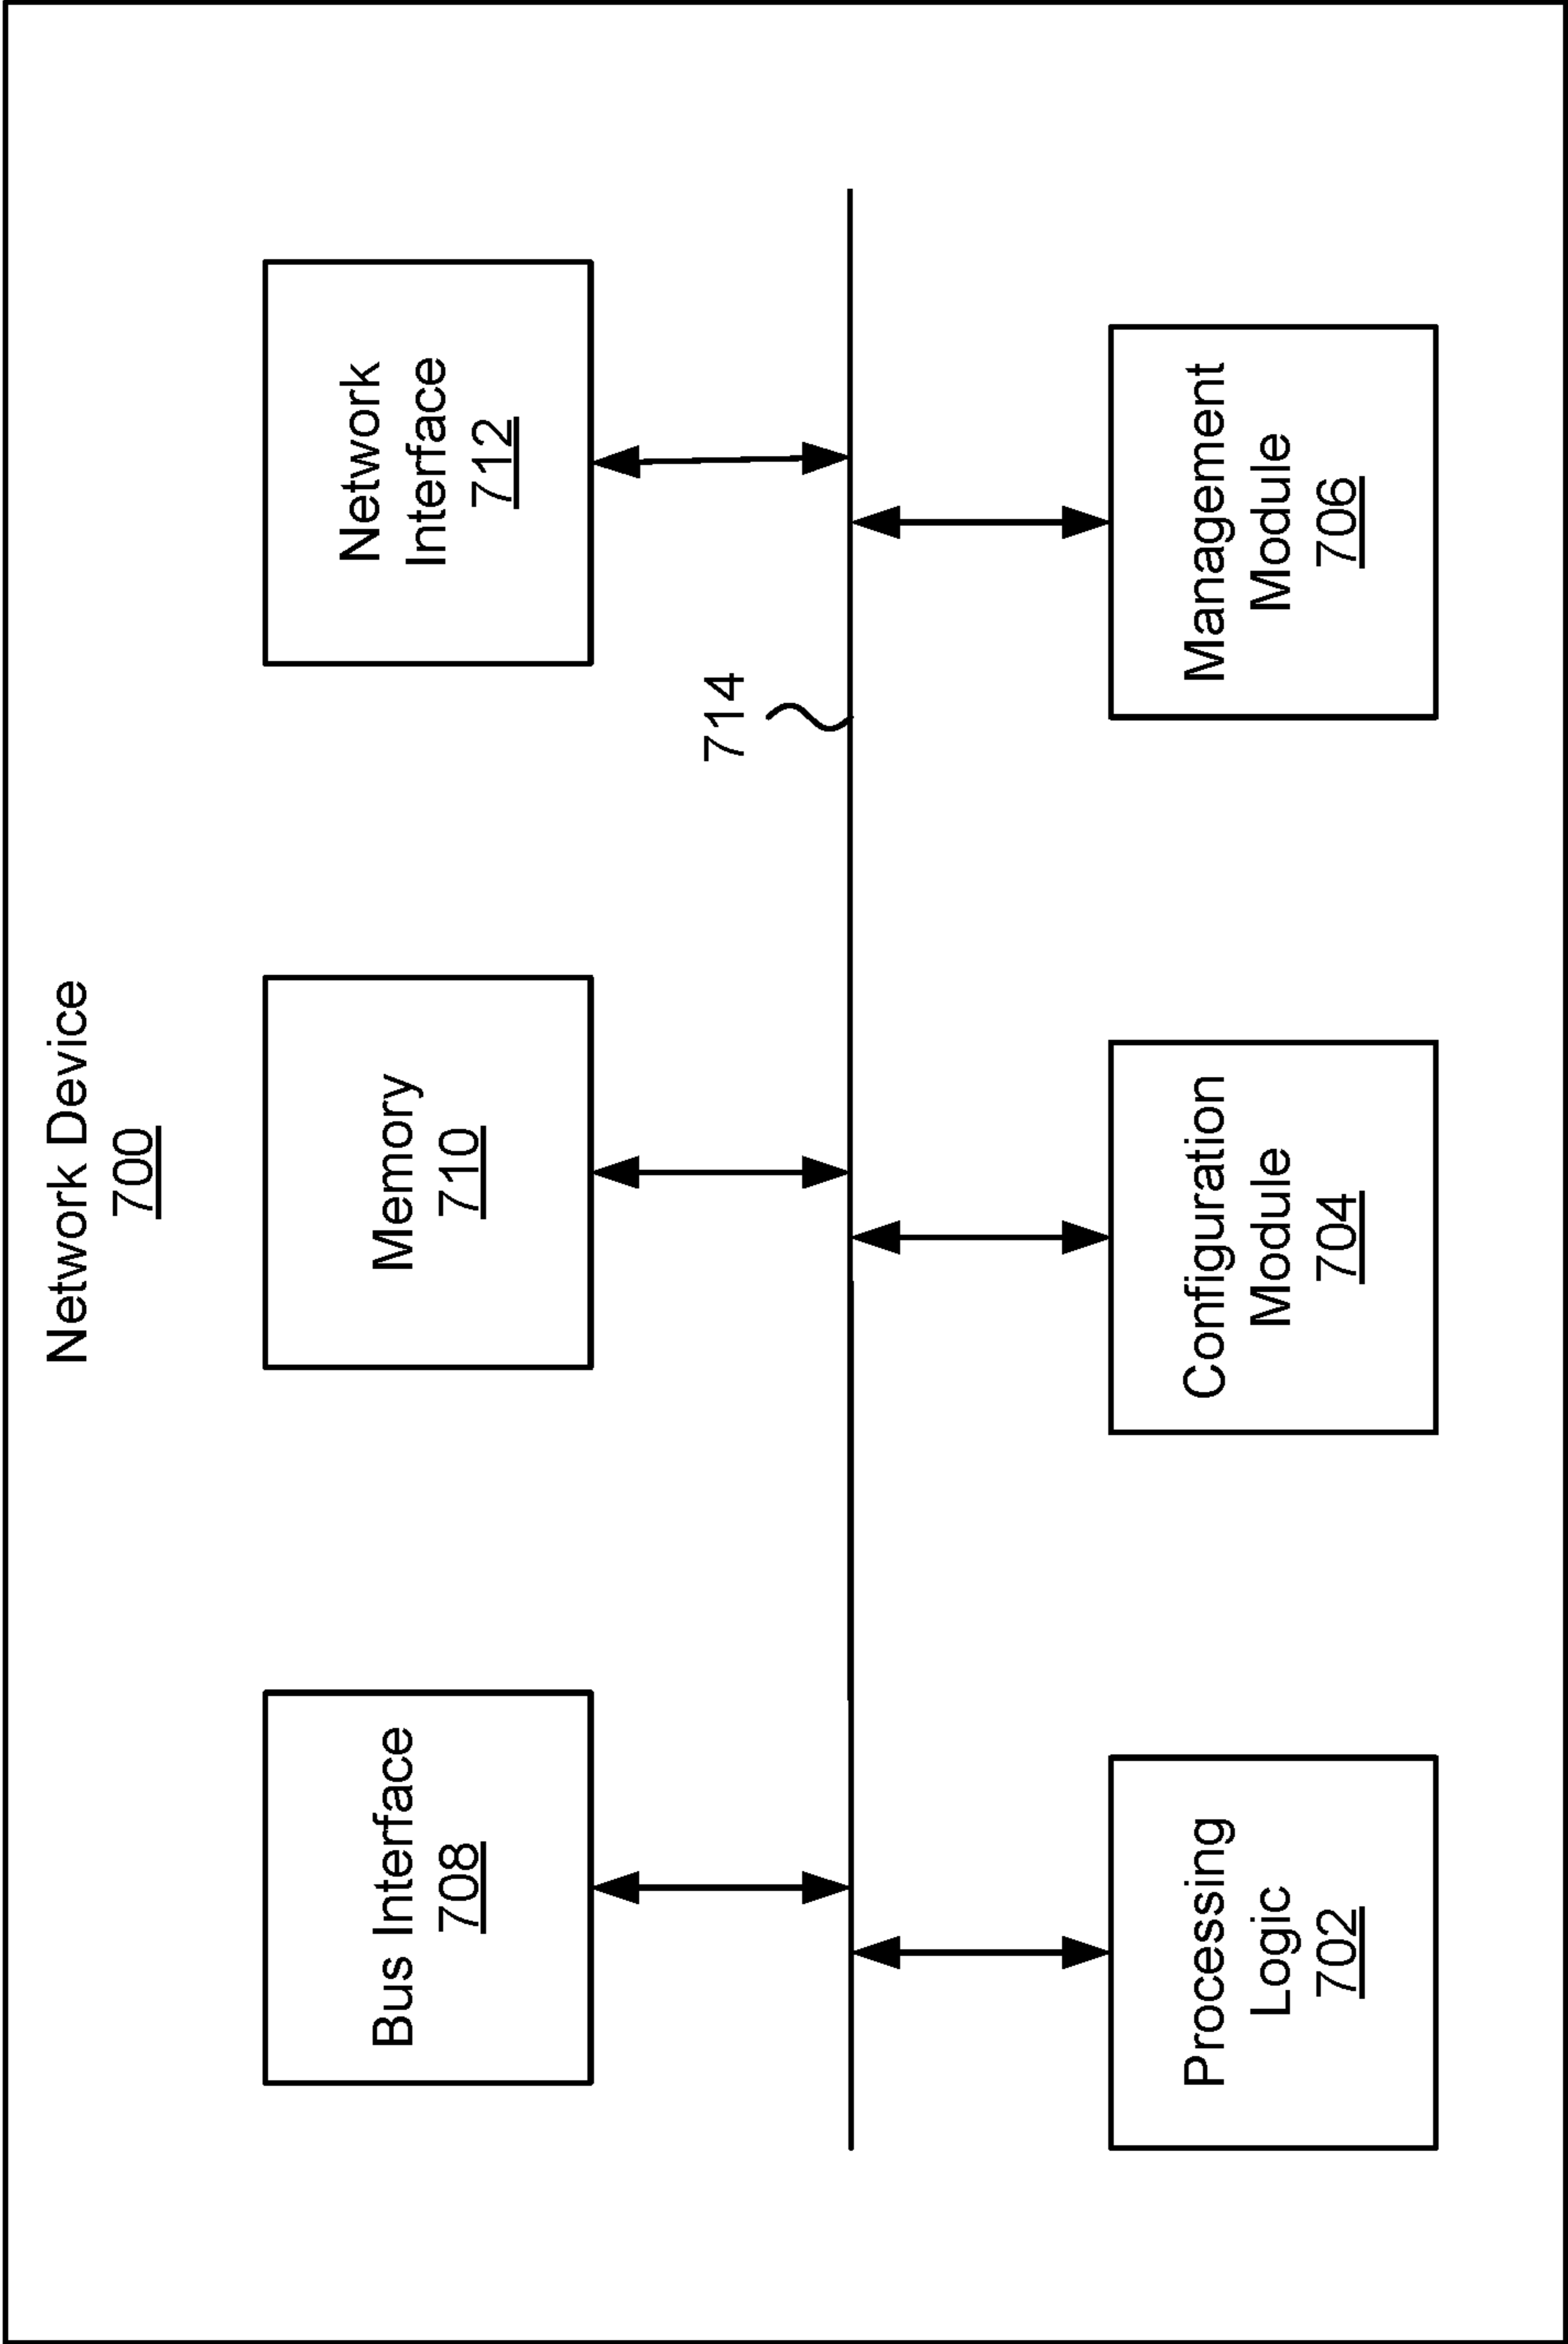 Network Device
700
Bus Interface
708
Memory
710
Network
Interface
712
714
Processing
Logic
702
Configuration
Module
704
Management
Module
706